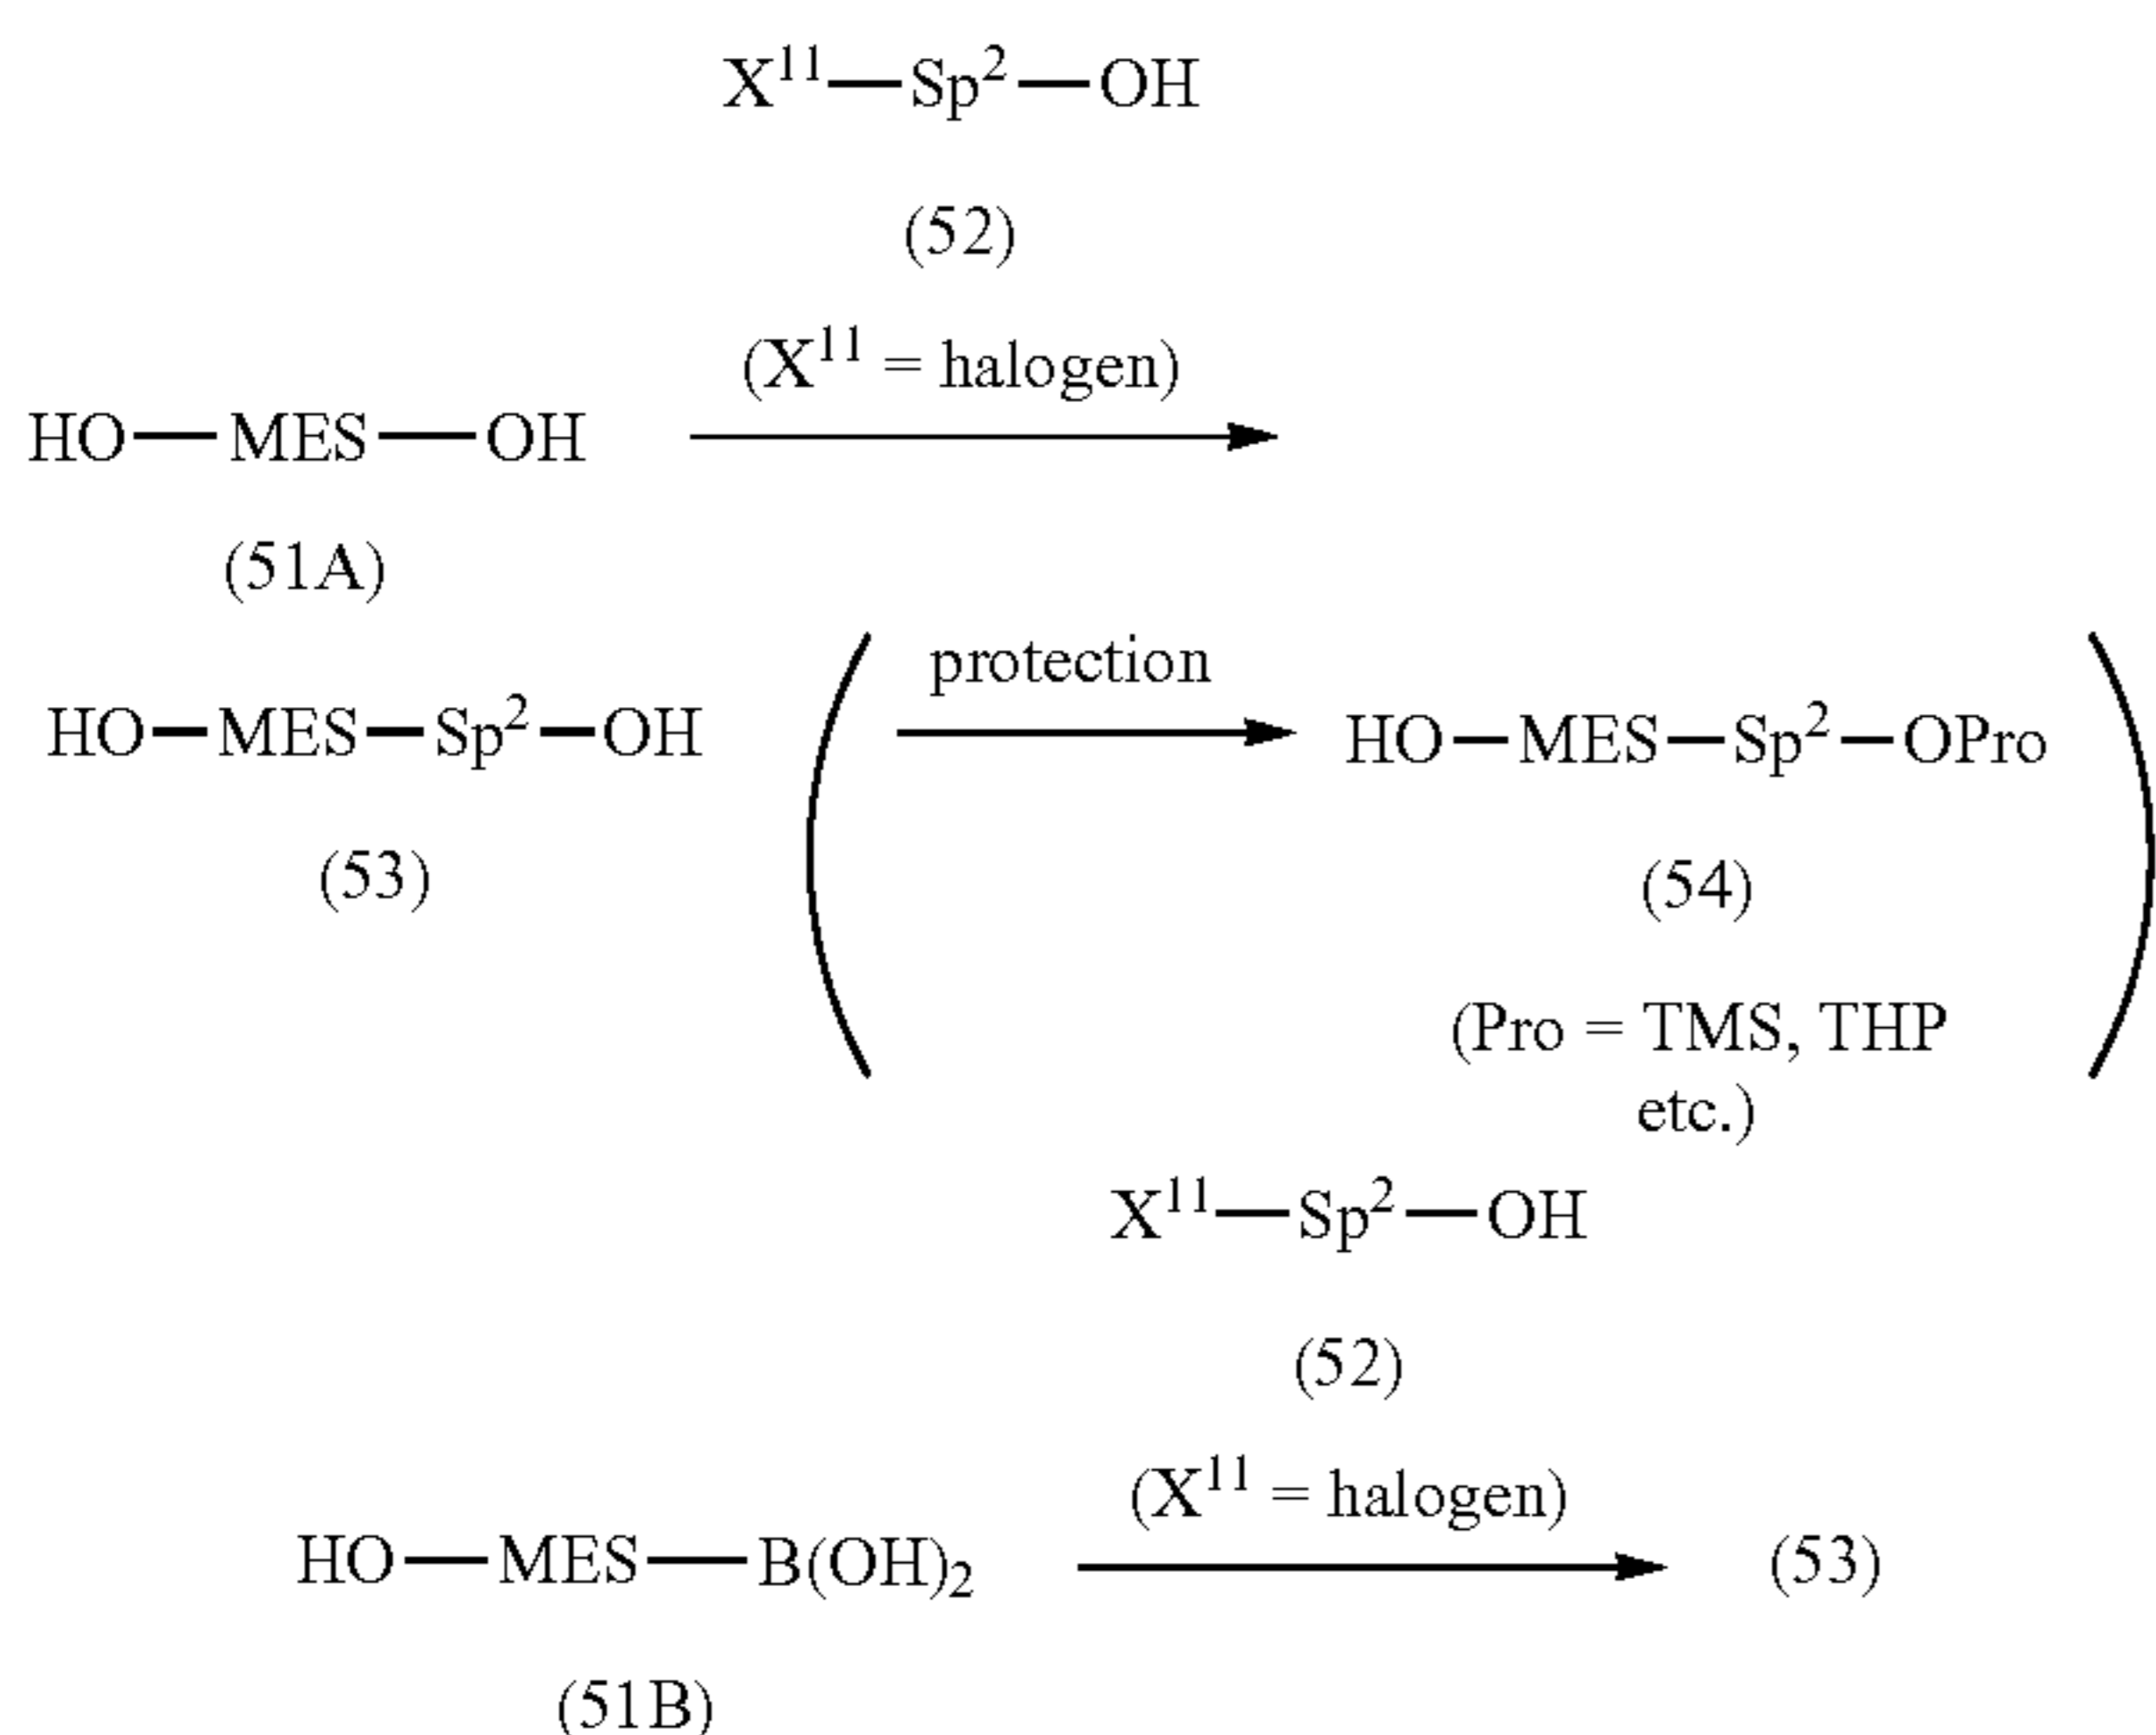 X¹¹—Sp²—OH
(52)
(X¹¹ = halogen)
HO—MES—OH
(51A)
protection
HO—MES—Sp²—OH
HO—MES—Sp²—OPro
(53)
(54)
(Pro = TMS, THP
etc.)
X¹¹—Sp²—OH
(52)
(X¹¹ = halogen)
HO—MES—B(OH)₂
(53)
(51B)